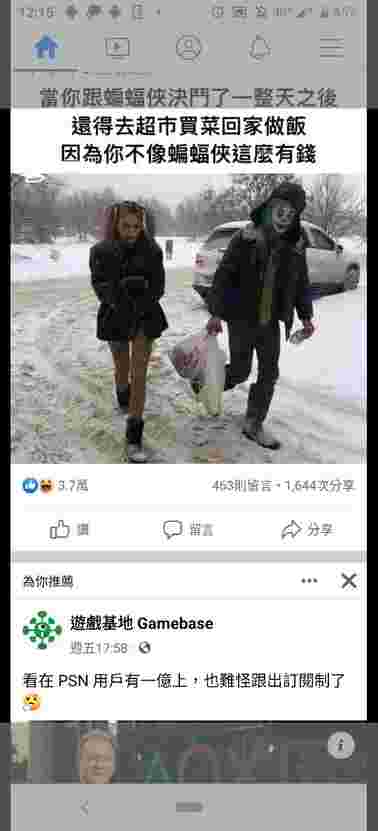 12:15
當你跟蝙蝠俠決鬥了一整天之後
還得去超市買菜回家做飯
因為你不像蝙蝠俠這麼有錢
3.7萬
453則留言·1,644次分享
讚
留言
分享
為你推薦
遊戲基地 Gamebase
週五17:58
看在 PSN 用戶有一億上，也難怪跟出訂閱制了